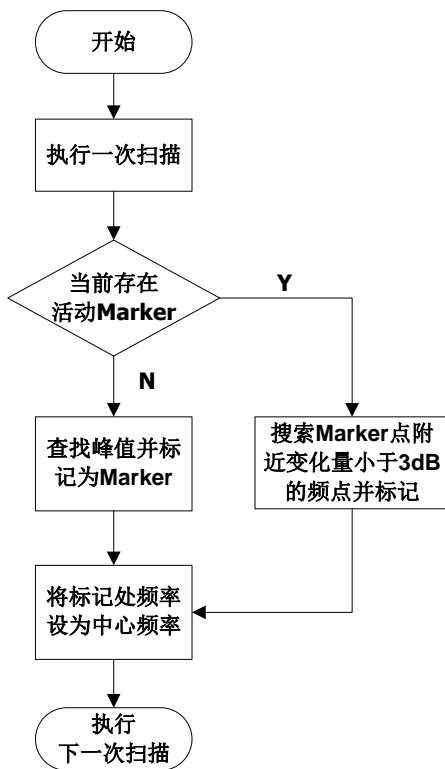 开始
执行一次扫描
当前存在
活动Marker
Y
N
查找峰值并标
记为Marker
搜索Marker点附
近变化量小于3dB
的频点并标记
将标记处频率
设为中心频率
执行
下一次扫描